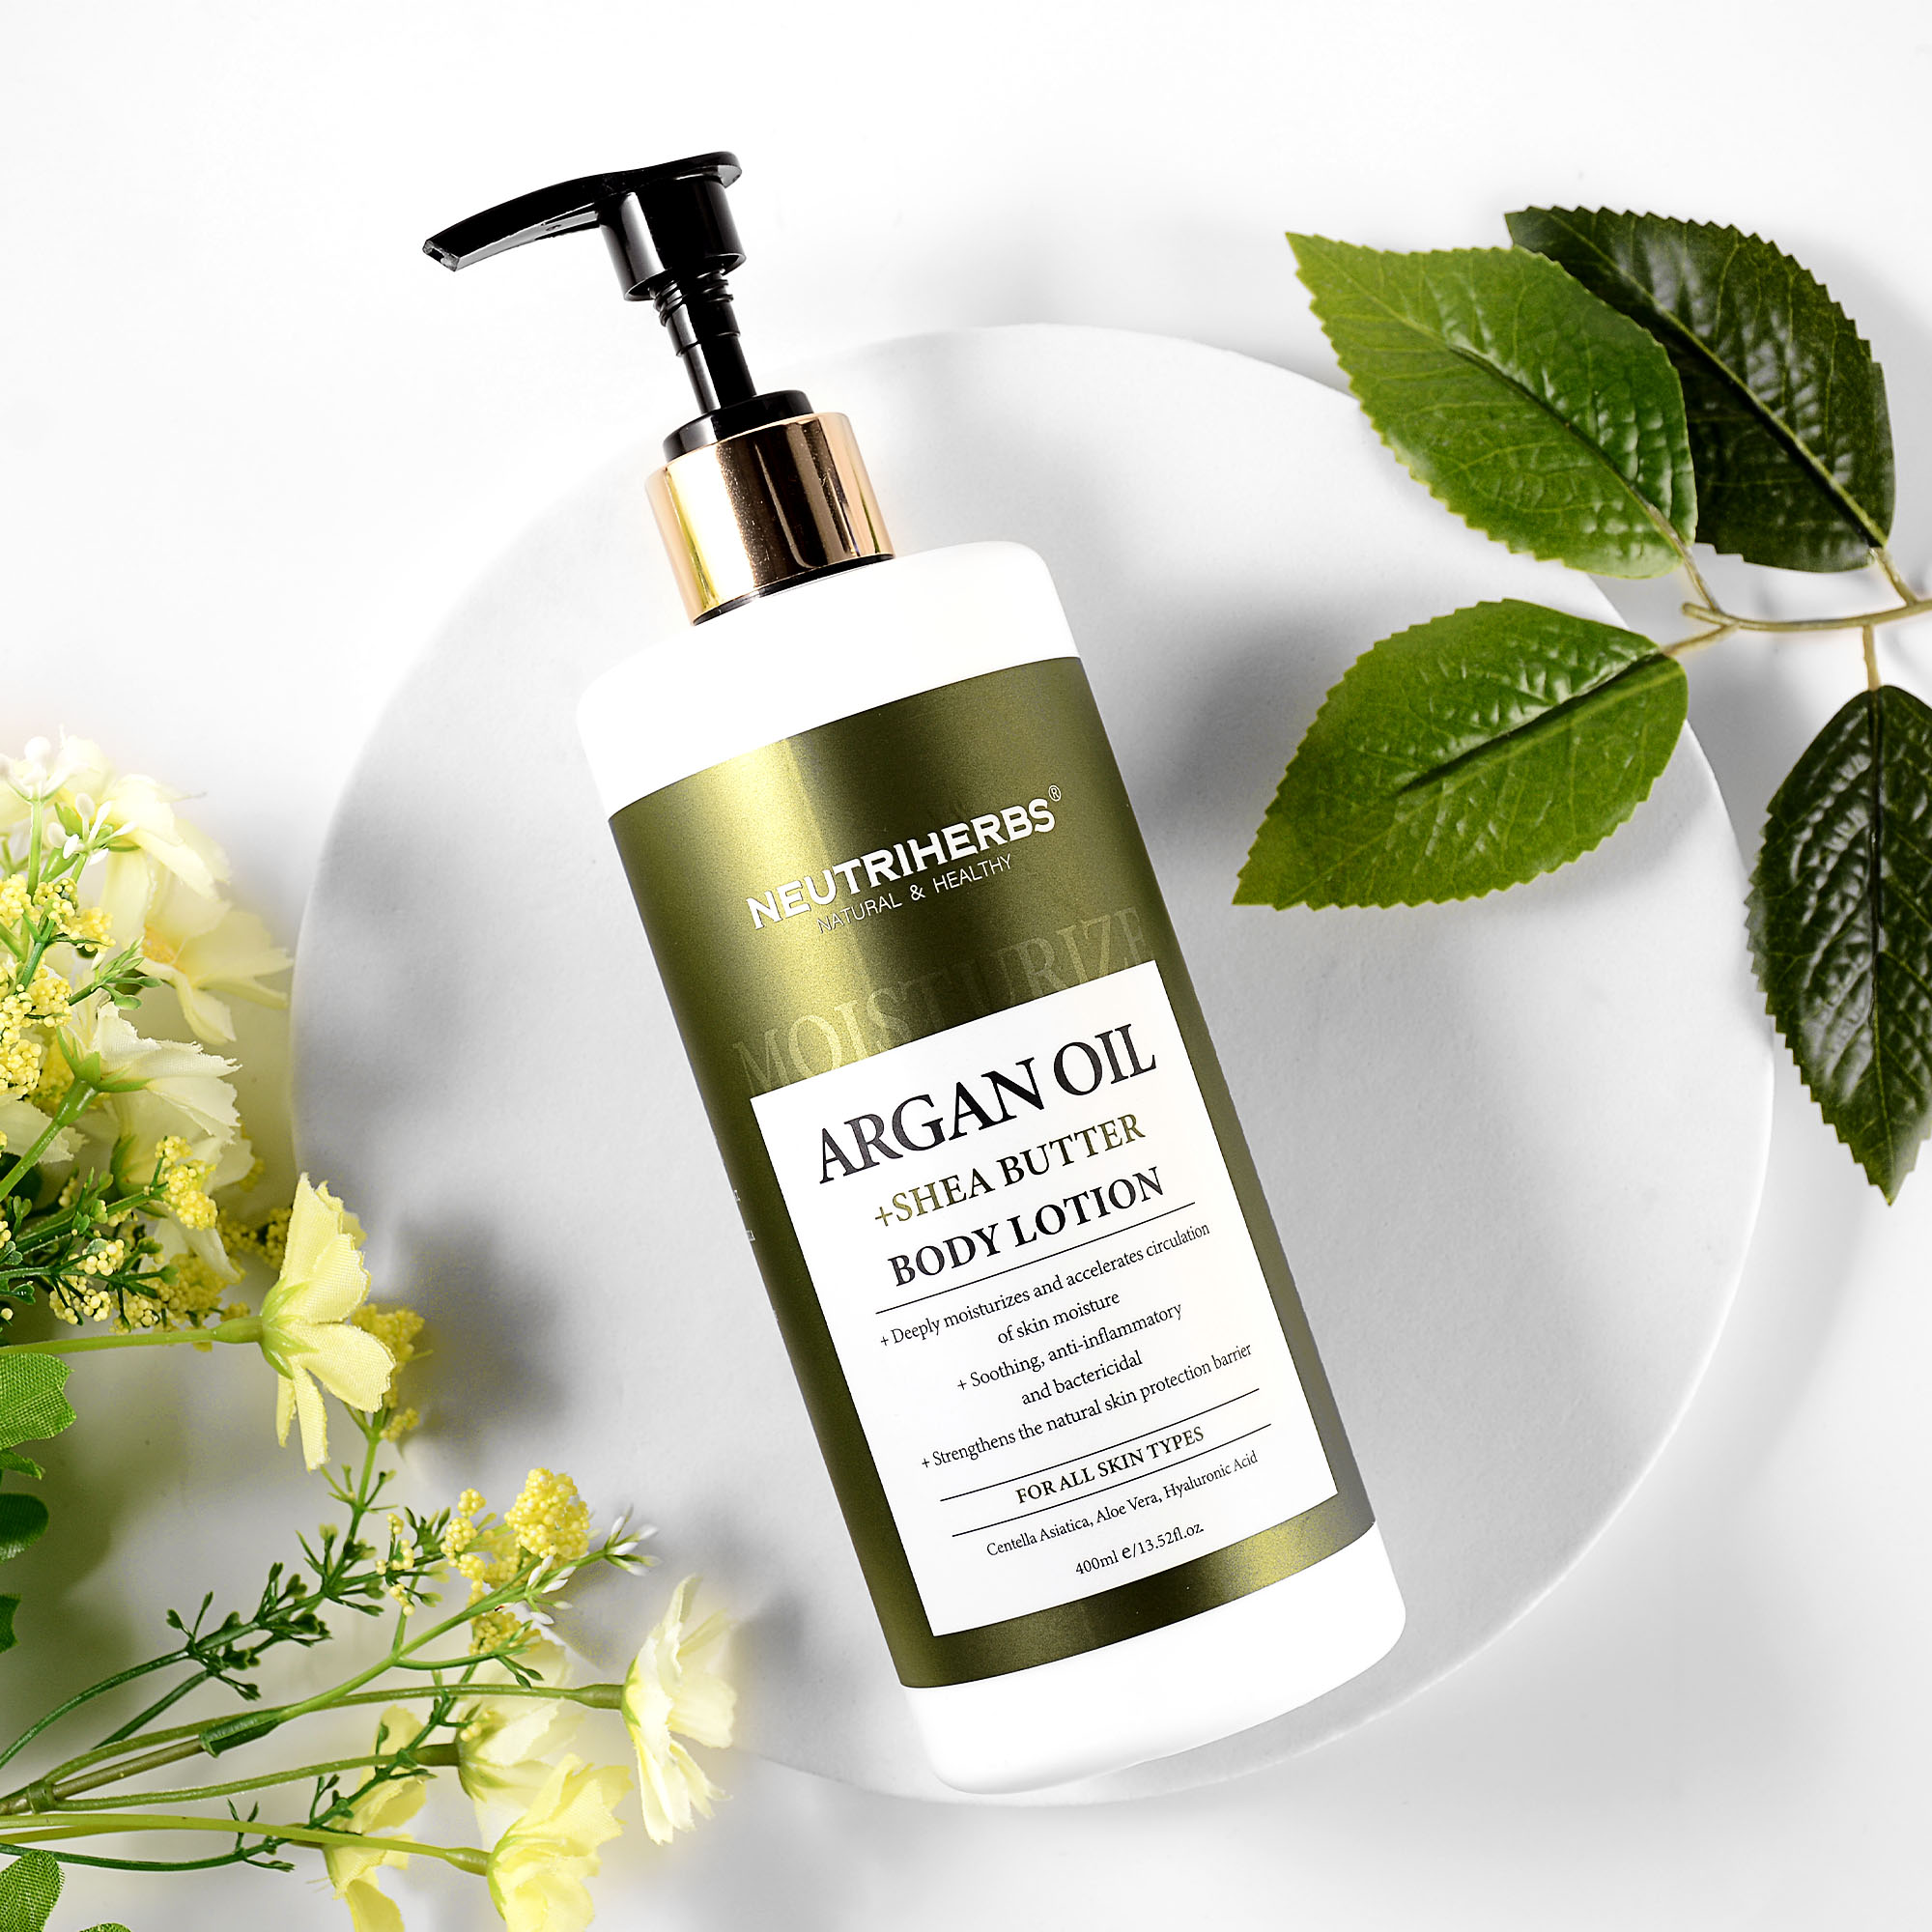 NEUTRIHERBS®
NATURAL & HEALTHY
MOISTURIZE
ARGAN OIL
+SHEA BUTTER
BODY LOTION
+ Deeply moisturizes and accelerates circulation
of skin moisture
+ Soothing, anti-inflammatory
and bactericidal
+ Strengthens the natural skin protection barrier
FOR ALL SKIN TYPES
Centella Asiatica, Aloe Vera, Hyaluronic Acid
400ml ℮/13.52fl.oz